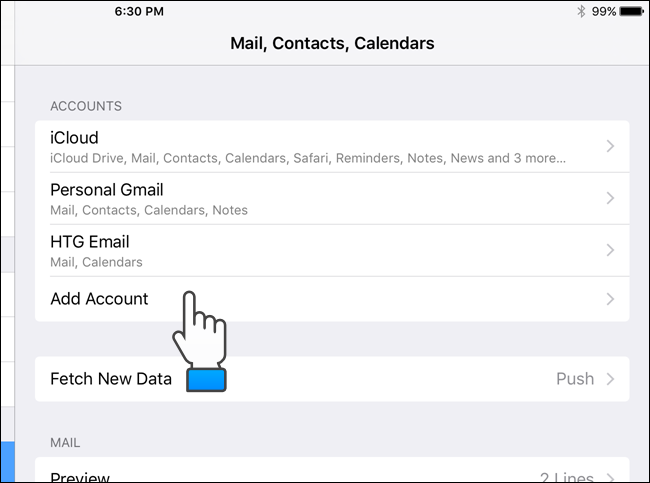 6:30 PM 99%
Mail, Contacts, Calendars
ACCOUNTS
iCloud
iCloud Drive, Mail, Contacts, Calendars, Safari, Reminders, Notes, News and 3 more...
Personal Gmail
Mail, Contacts, Calendars, Notes
HTG Email
Mail, Calendars
Add Account
Fetch New Data Push
MAIL
Preview 2 Lines